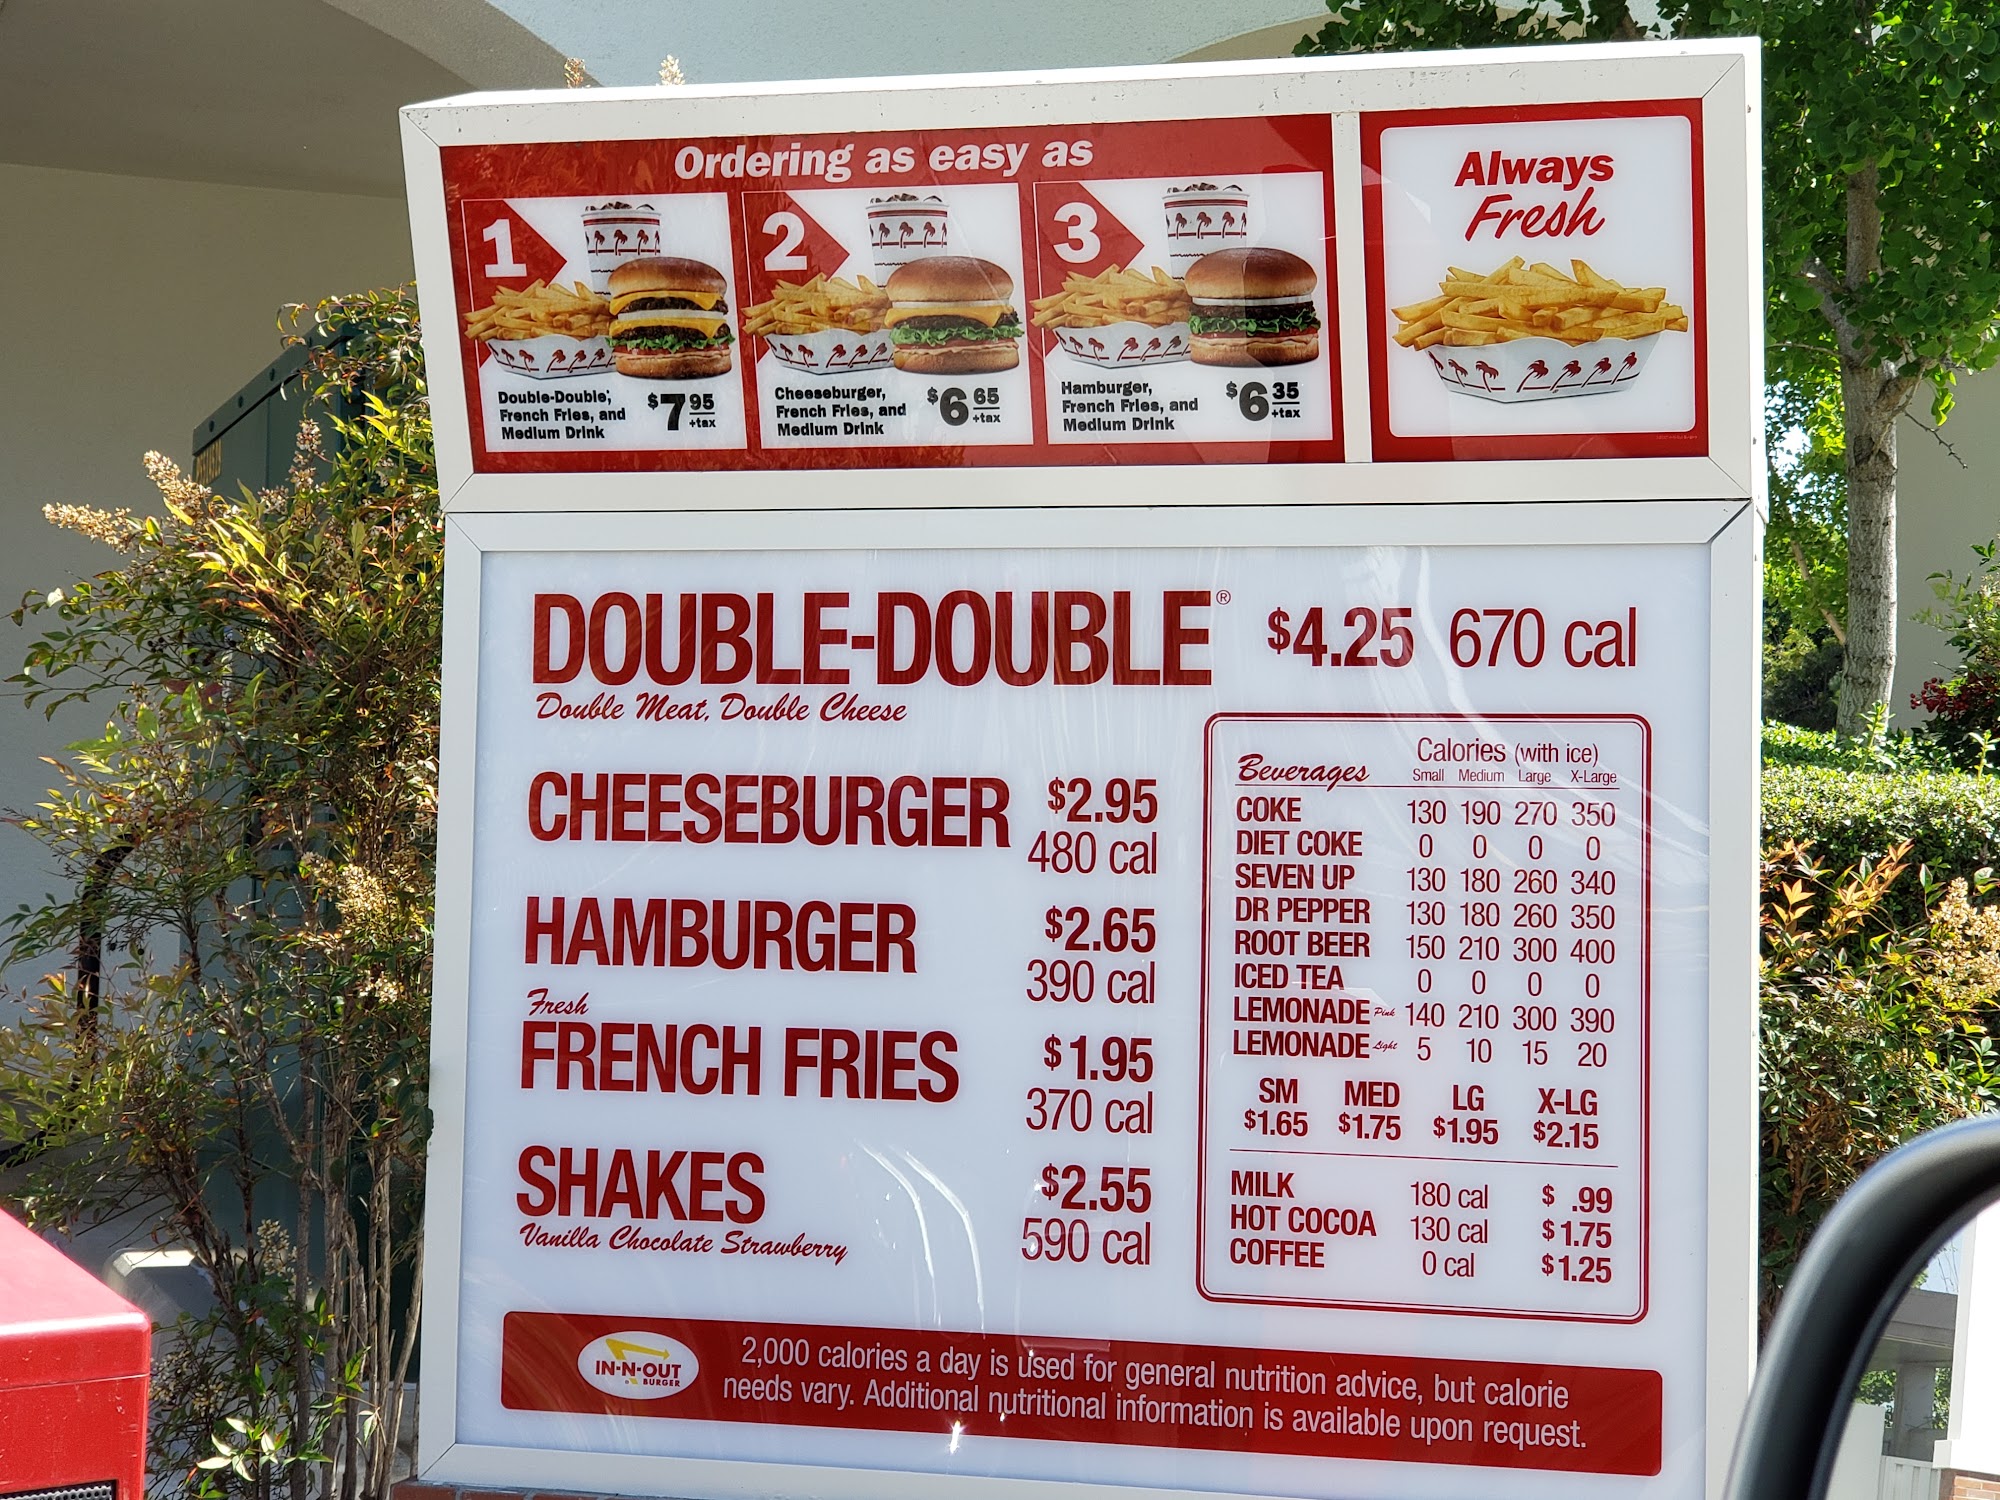 Ordering as easy as
1
Double-Double,
French Fries, and
Medium Drink
$7 95
+tax
2
Cheeseburger,
French Fries, and
Medium Drink
$6 65
+tax
3
Hamburger,
French Fries, and
Medium Drink
$6 35
+tax
Always
Fresh
DOUBLE-DOUBLE® $4.25 670 cal
Double Meat, Double Cheese
CHEESEBURGER $2.95
480 cal
HAMBURGER $2.65
390 cal
Fresh
FRENCH FRIES $1.95
370 cal
SHAKES $2.55
Vanilla Chocolate Strawberry 590 cal
Calories (with ice)
Beverages Small Medium Large X-Large
COKE 130 190 270 350
DIET COKE 0 0 0 0
SEVEN UP 130 180 260 340
DR PEPPER 130 180 260 350
ROOT BEER 150 210 300 400
ICED TEA 0 0 0 0
LEMONADE Pink 140 210 300 390
LEMONADE Light 5 10 15 20
SM MED LG X-LG
$1.65 $1.75 $1.95 $2.15
MILK 180 cal $ .99
HOT COCOA 130 cal $1.75
COFFEE 0 cal $1.25
IN-N-OUT
BURGER
2,000 calories a day is used for general nutrition advice, but calorie
needs vary. Additional nutritional information is available upon request.